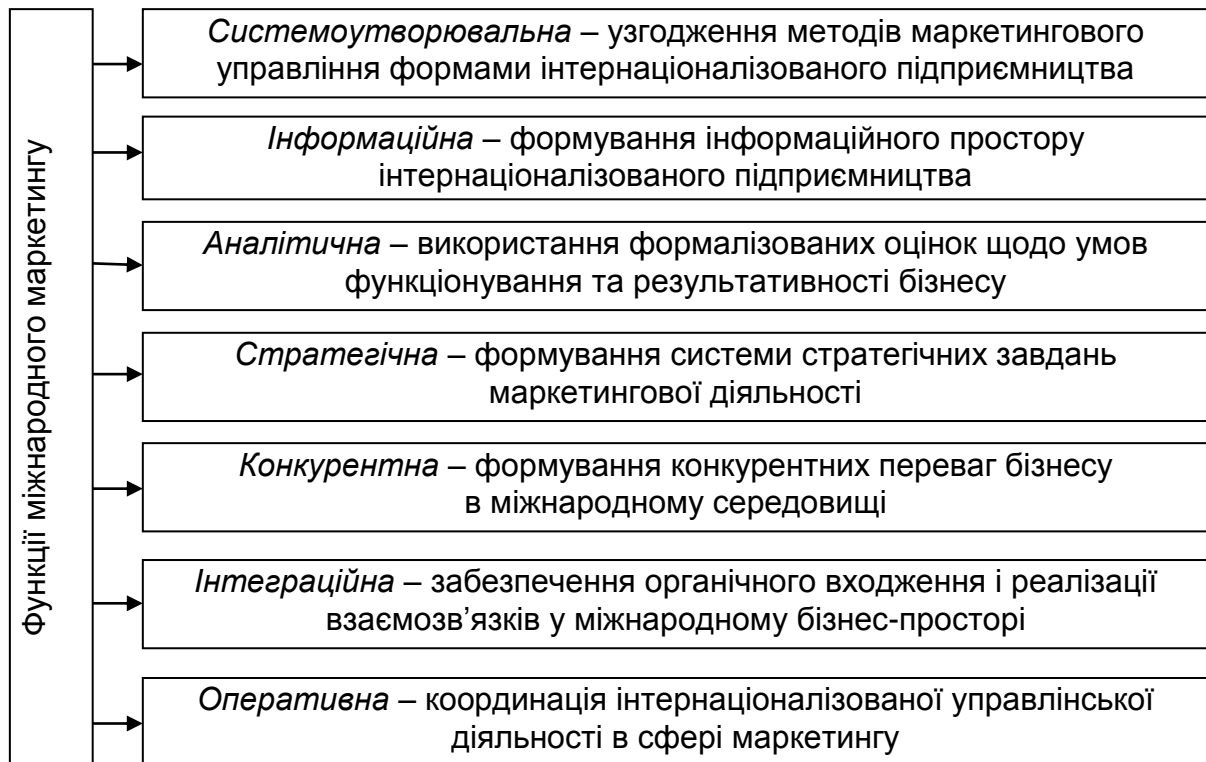 Функції міжнародного маркетингу
Системоутворювальна – узгодження методів маркетингового
управління формами інтернаціоналізованого підприємництва
Інформаційна – формування інформаційного простору
інтернаціоналізованого підприємництва
Аналітична – використання формалізованих оцінок щодо умов
функціонування та результативності бізнесу
Стратегічна – формування системи стратегічних завдань
маркетингової діяльності
Конкурентна – формування конкурентних переваг бізнесу
в міжнародному середовищі
Інтеграційна – забезпечення органічного входження і реалізації
взаємозв’язків у міжнародному бізнес-просторі
Оперативна – координація інтернаціоналізованої управлінської
діяльності в сфері маркетингу